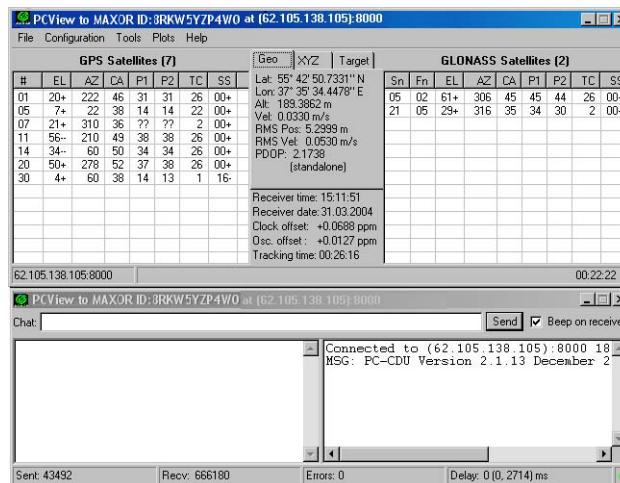 PCView to MAXOR ID:8RKW5YZP4W0 at (62.105.138.105):8000
File Configuration Tools Plots Help
GPS Satellites (7)
# EL AZ CA P1 P2 TC SS
01 20+ 222 46 31 31 26 00+
05 7+ 22 38 14 14 22 00+
07 21+ 310 36 ?? ?? 2 00+
11 56-- 210 49 38 38 26 00+
14 34-- 60 50 34 34 26 00+
20 50+ 278 52 37 38 26 00+
30 4+ 60 38 14 13 1 16-
Geo XYZ Target
Lat: 55° 42' 50.7331'' N
Lon: 37° 35' 34.4478'' E
Alt: 189.3862 m
Vel: 0.0330 m/s
RMS Pos: 5.2999 m
RMS Vel: 0.0530 m/s
PDOP: 2.1738
(standalone)
Receiver time: 15:11:51
Receiver date: 31.03.2004
Clock offset: +0.0688 ppm
Osc. offset : +0.0127 ppm
Tracking time: 00:26:16
GLONASS Satellites (2)
Sn Fn EL AZ CA P1 P2 TC SS
05 02 61+ 306 45 45 44 26 00+
21 05 29+ 316 35 34 30 2 00+
62.105.138.105:8000 00:22:22
PCView to MAXOR ID:8RKW5YZP4W0 at (62.105.138.105):8000
Chat: Send Beep on receive
Connected to (62.105.138.105):8000 18
MSG: PC-CDU Version 2.1.13 December 2
Sent: 43492 Recv: 666180 Errors: 0 Delay: 0 (0, 2714) ms